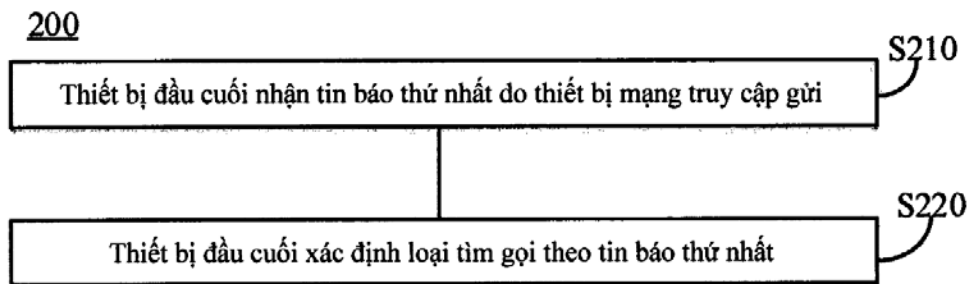 200
S210
Thiết bị đầu cuối nhận tin báo thứ nhất do thiết bị mạng truy cập gửi
S220
Thiết bị đầu cuối xác định loại tìm gọi theo tin báo thứ nhất